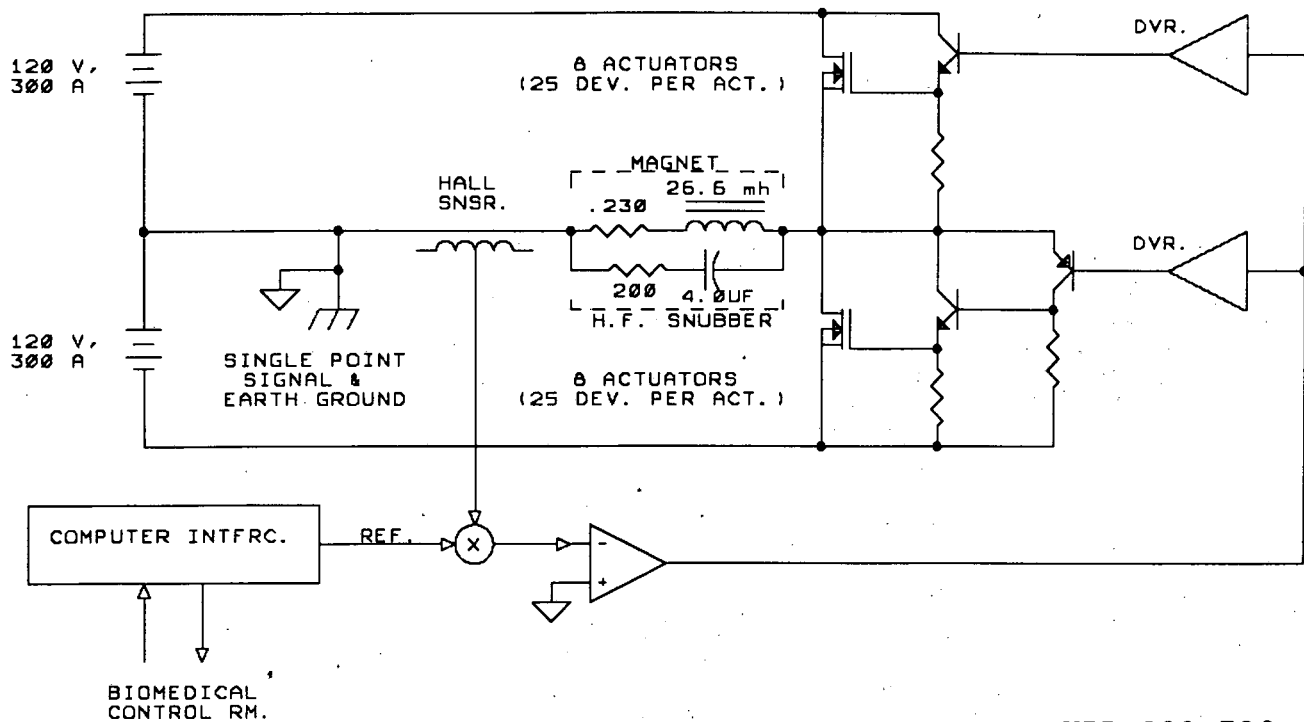 120 V,
300 A
8 ACTUATORS
(25 DEV. PER ACT.)
DVR.
MAGNET
26.6 mh
.230
HALL
SNSR.
200
4.0UF
H.F. SNUBBER
DVR.
120 V,
300 A
SINGLE POINT
SIGNAL &
EARTH GROUND
8 ACTUATORS
(25 DEV. PER ACT.)
COMPUTER INTFRC.
REF.
X
-
+
BIOMEDICAL
CONTROL RM.